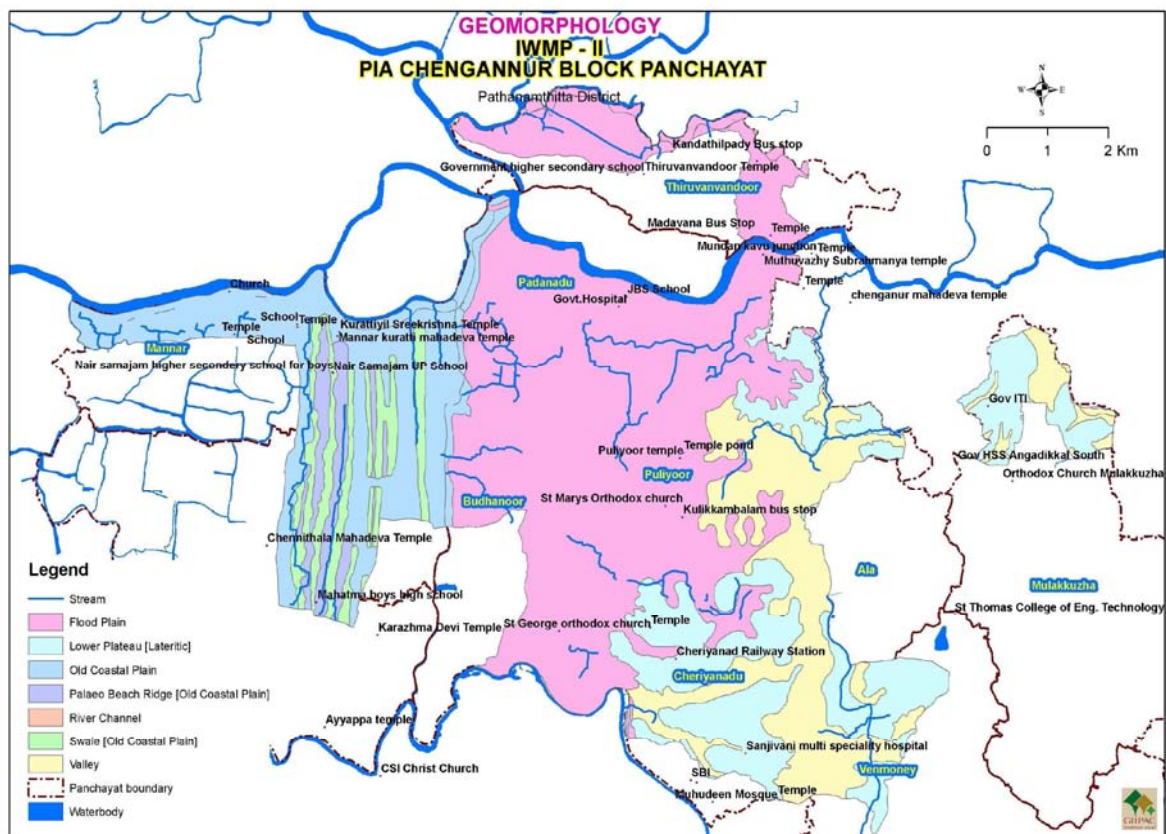 GEOMORPHOLOGY
IWMP - II
PIA CHENGANNUR BLOCK PANCHAYAT
Pathanamthitta District
N
W E
S
0 1 2 Km
Kandathilpady Bus stop
Government higher secondary school
Thiruvanvandoor Temple
Thiruvanvandoor
Madavana Bus Stop
Temple
Mundan kavu junction
Temple
Muthuvazhy Subrahmanya temple
Padanadu
JBS School
Temple
Church
Govt.Hospital
chenganur mahadeva temple
School
Temple
Temple
Kurattiyil Sreekrishna Temple
School
Mannar kuratti mahadeva temple
Mannar
Nair samajam higher secondery school for boys
Nair Samajam UP School
Gov ITI
Puliyoor temple
Temple pond
Gov HSS Angadikkal South
Puliyoor
Orthodox Church Mulakkuzha
Budhanoor
St Marys Orthodox church
Kulikkambalam bus stop
Chennithala Mahadeva Temple
Ala
Mulakkuzha
Mahatma boys high school
St Thomas College of Eng. Technology
Karazhma Devi Temple
St George orthodox church
Temple
Cheriyanad Railway Station
Cheriyanadu
Ayyappa temple
Sanjivani multi speciality hospital
CSI Christ Church
SBI
Venmoney
Muhudeen Mosque
Temple
Legend
Stream
Flood Plain
Lower Plateau [Lateritic]
Old Coastal Plain
Palaeo Beach Ridge [Old Coastal Plain]
River Channel
Swale [Old Coastal Plain]
Valley
Panchayat boundary
Waterbody